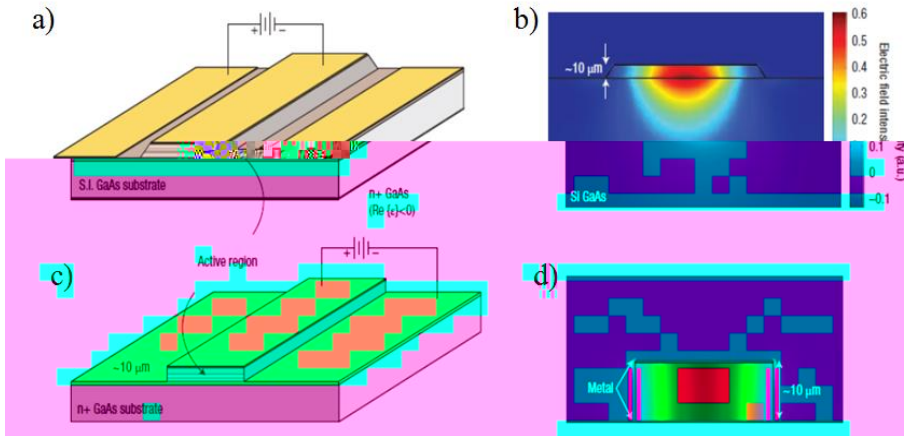 a)
+ −
S.I. GaAs substrate
n+ GaAs
(Re {ε}<0)
Active region
b)
~10 μm
SI GaAs
0.6
0.5
0.4
0.3
0.2
0.1
0
−0.1
Electric field
(a.u.)
c)
+ −
~10 μm
n+ GaAs substrate
d)
Metal
~10 μm